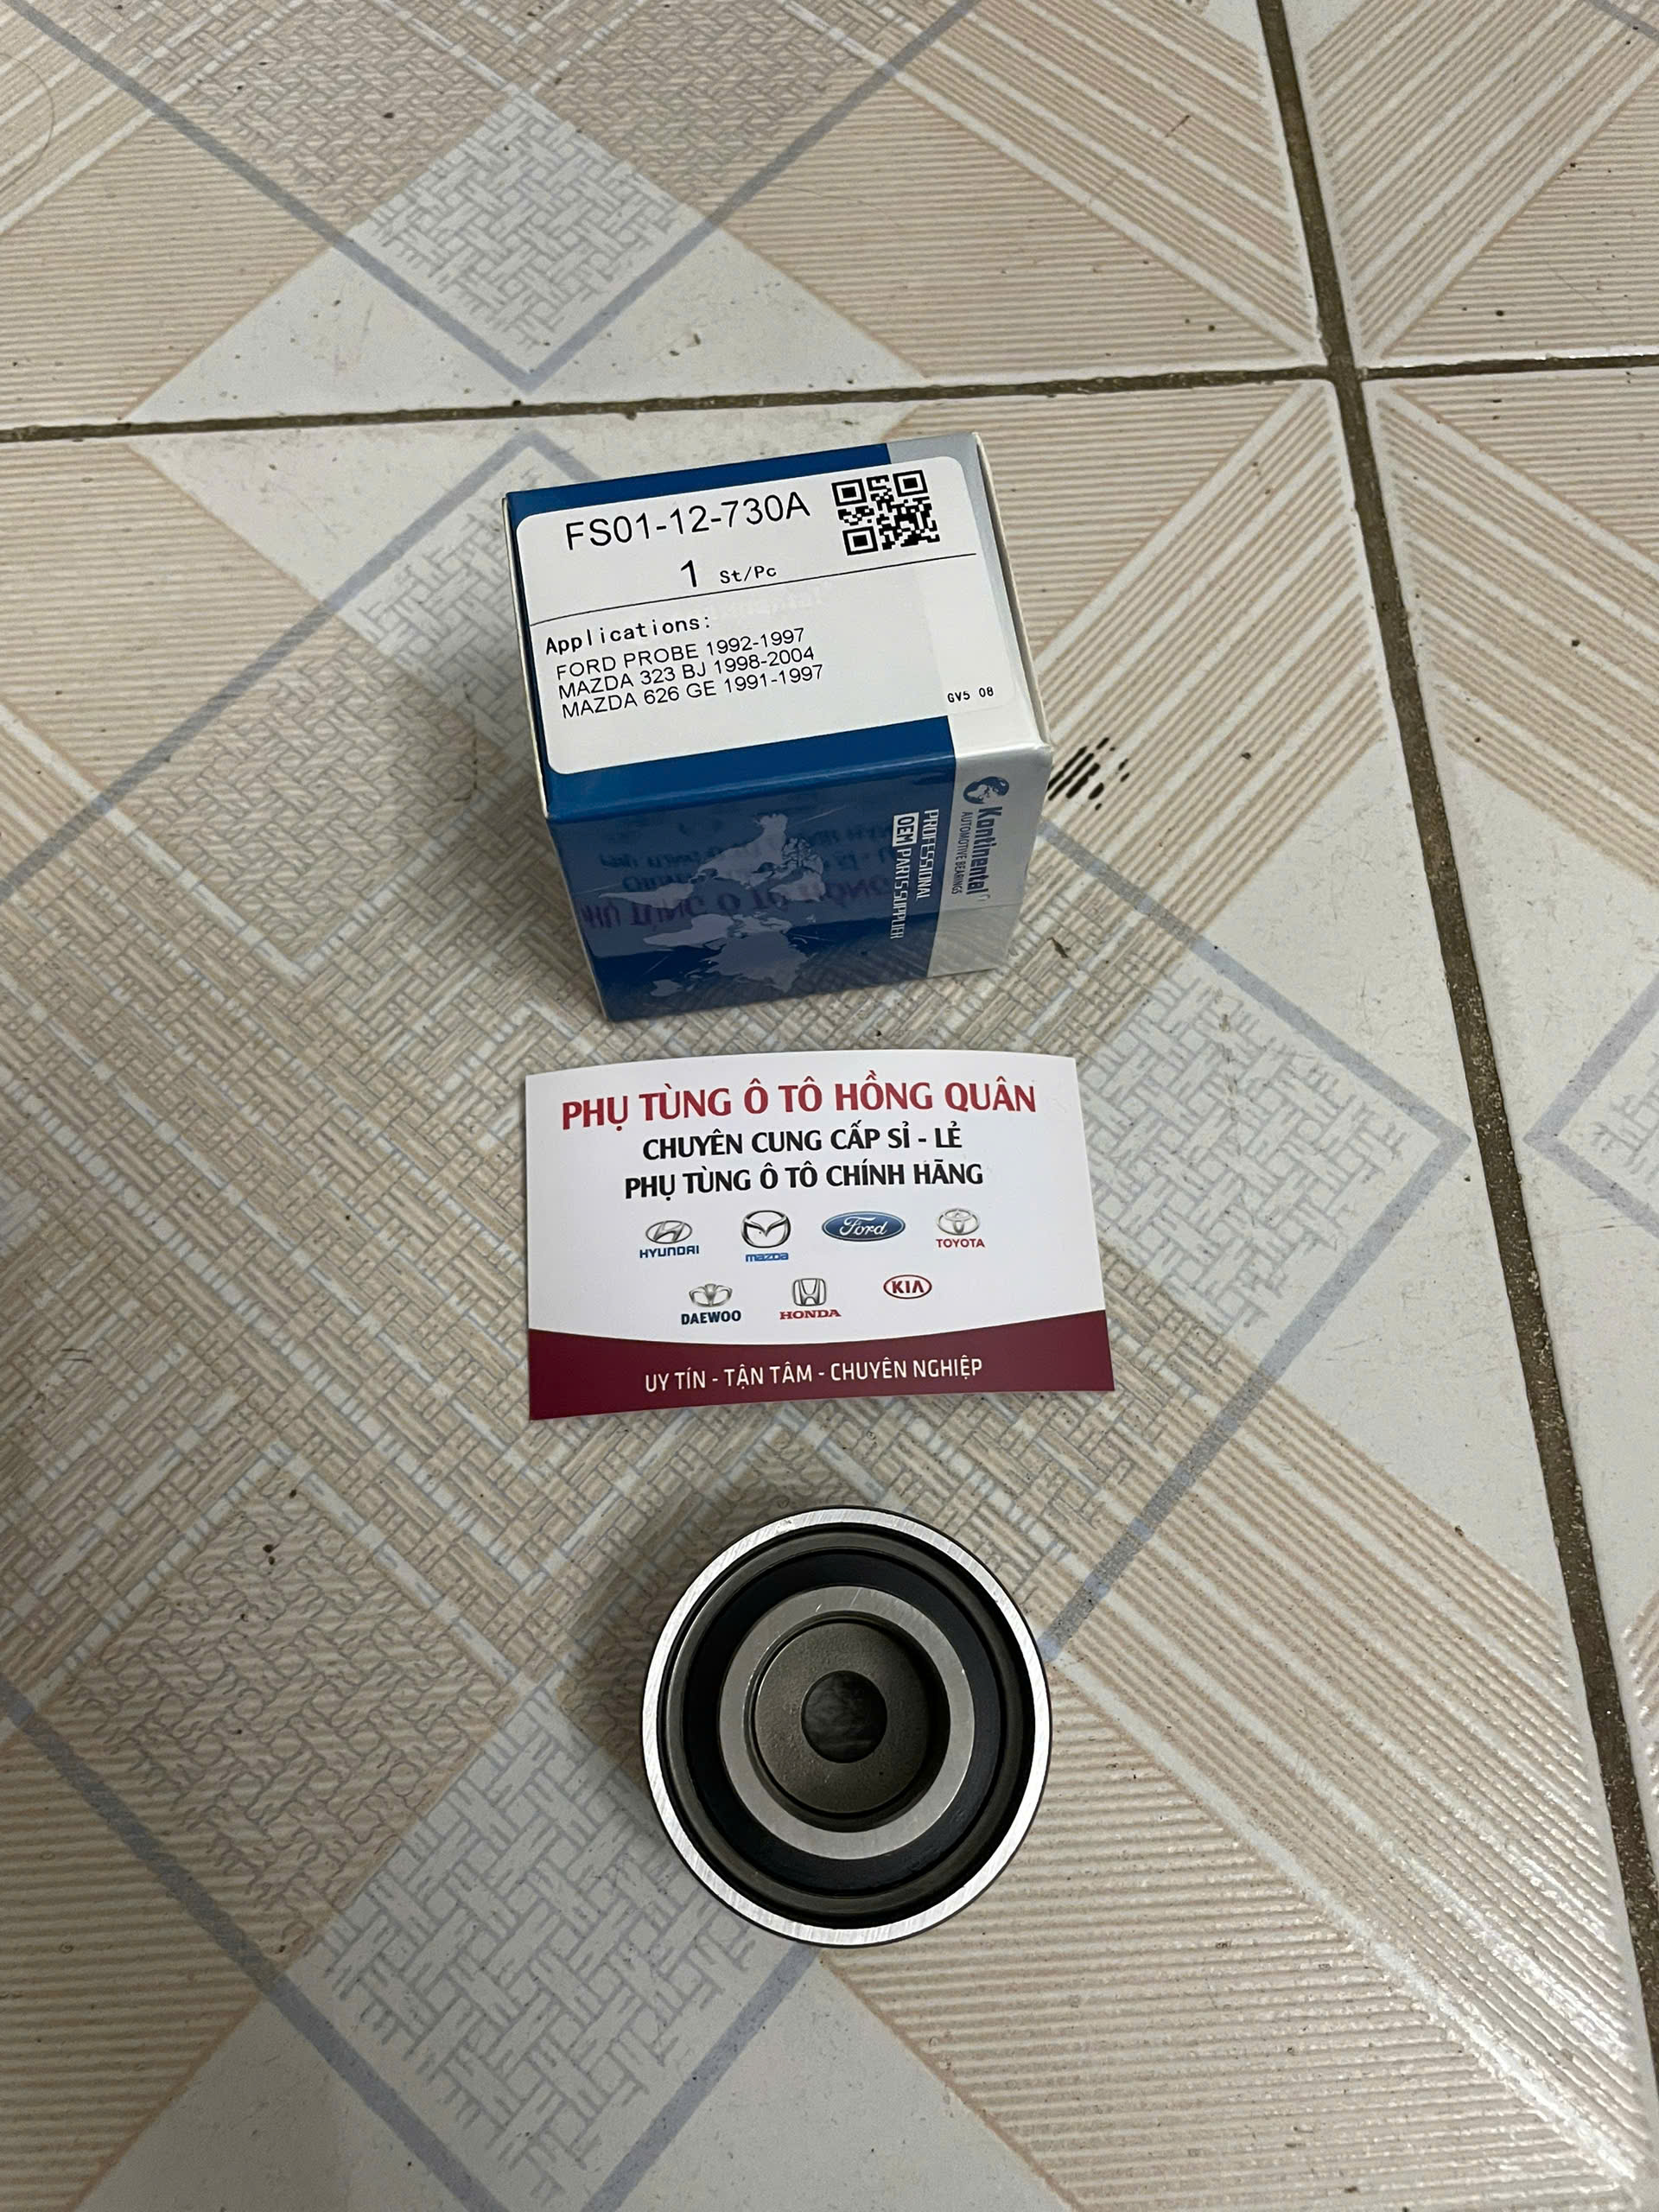 FS01-12-730A
1 St/Pc
Applications:
FORD PROBE 1992-1997
MAZDA 323 BJ 1998-2004
MAZDA 626 GE 1991-1997
GV5 08
Kontinental
AUTOMOTIVE BEARINGS
PROFESSIONAL
OEM PARTS SUPPLIER
PHỤ TÙNG Ô TÔ HỒNG QUÂN
CHUYÊN CUNG CẤP SỈ - LẺ
PHỤ TÙNG Ô TÔ CHÍNH HÃNG
HYUNDAI mazda Ford TOYOTA
DAEWOO HONDA KIA
UY TÍN - TẬN TÂM - CHUYÊN NGHIỆP